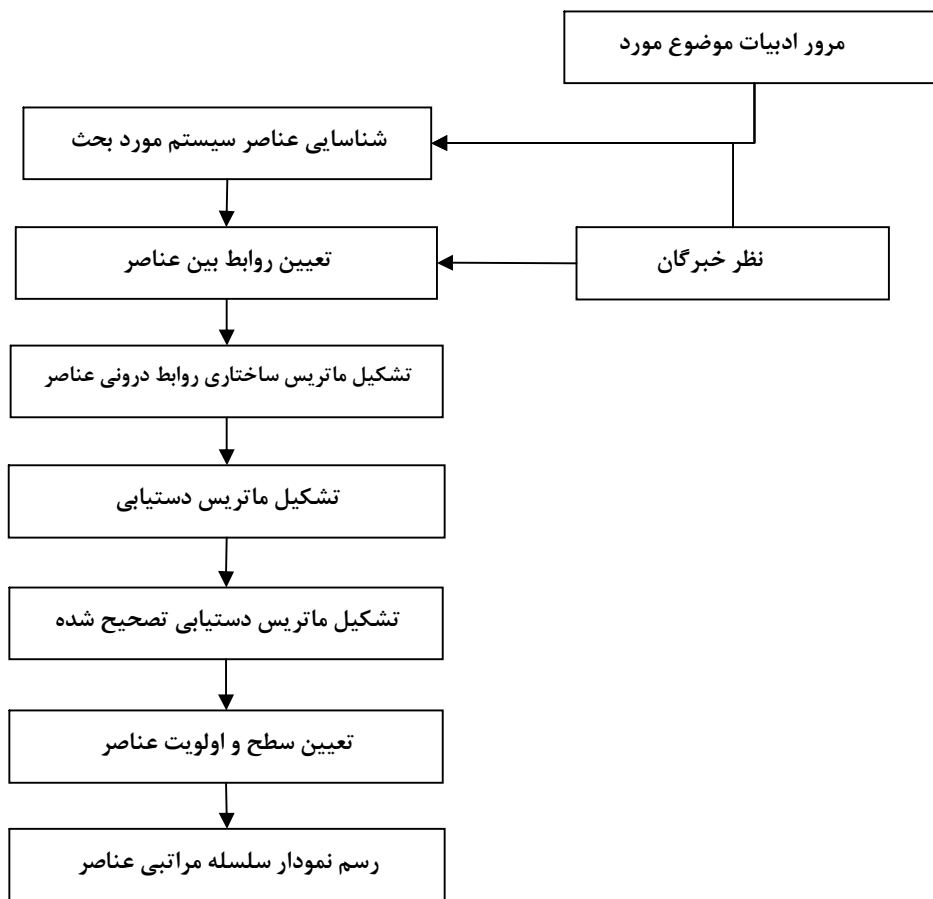 مرور ادبیات موضوع مورد
شناسایی عناصر سیستم مورد بحث
تعیین روابط بین عناصر
نظر خبرگان
تشکیل ماتریس ساختاری روابط درونی عناصر
تشکیل ماتریس دستیابی
تشکیل ماتریس دستیابی تصحیح شده
تعیین سطح و اولویت عناصر
رسم نمودار سلسله مراتبی عناصر